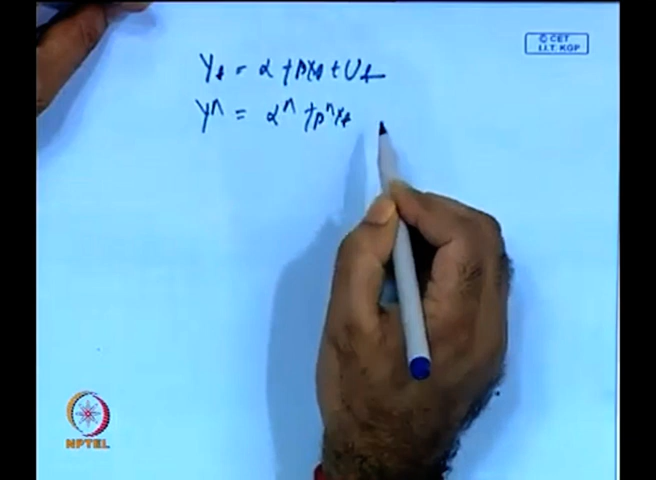 © CET
I.I.T. KGP
Yₜ = α + βXₜ + Uₜ
Y^ = α^ + β^Xₜ
NPTEL